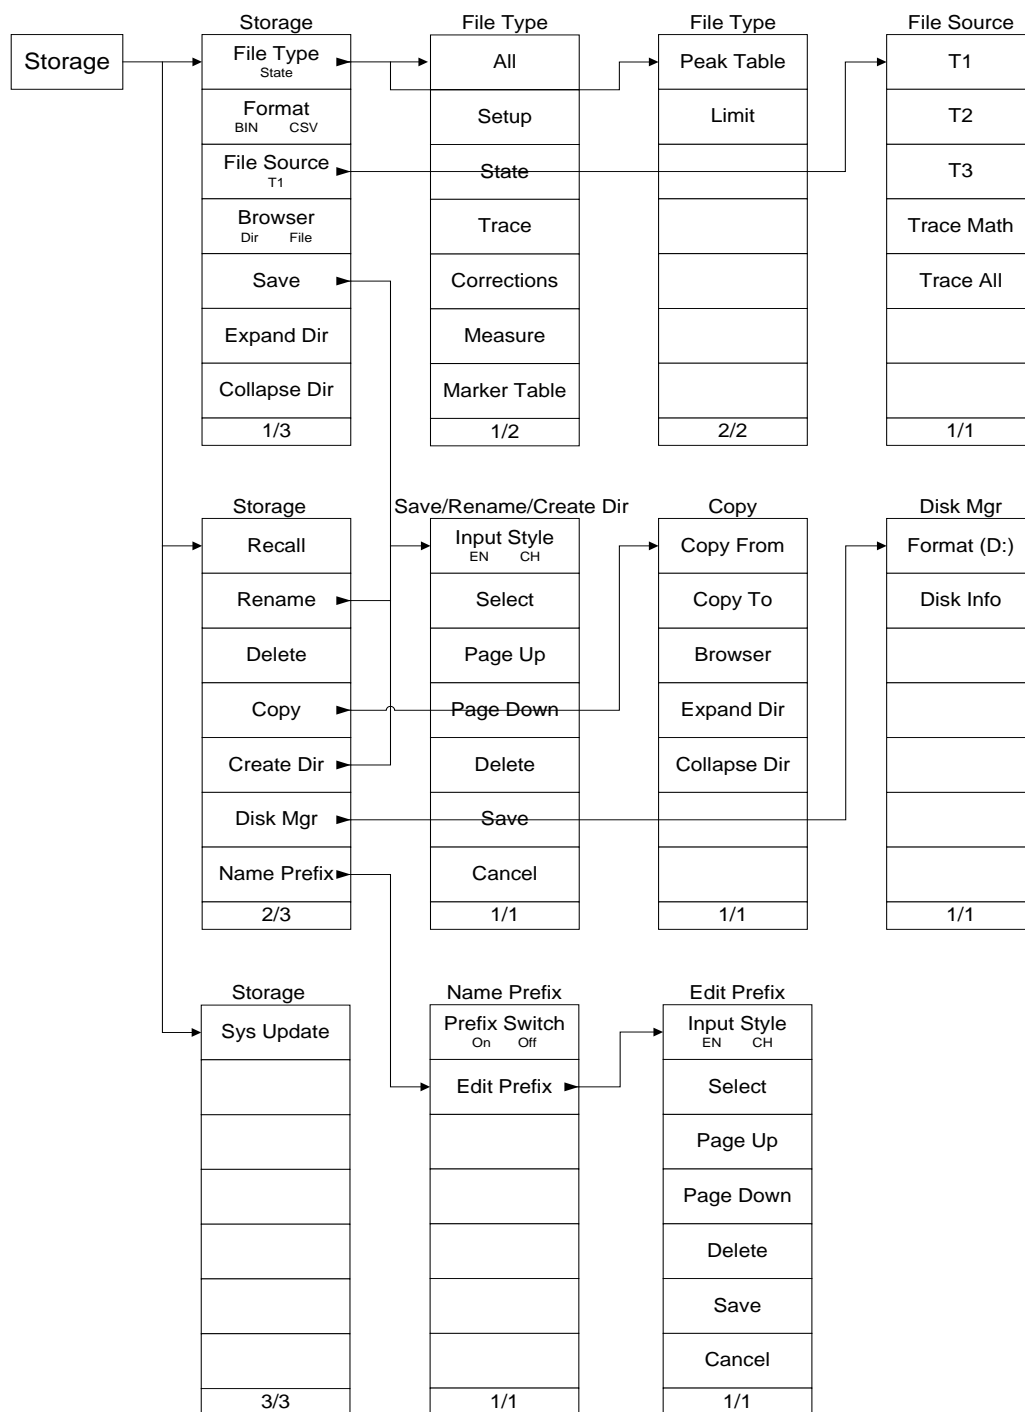 Storage
Storage
File Type
State
Format
BIN CSV
File Source
T1
Browser
Dir File
Save
Expand Dir
Collapse Dir
1/3
File Type
All
Setup
State
Trace
Corrections
Measure
Marker Table
1/2
File Type
Peak Table
Limit
2/2
File Source
T1
T2
T3
Trace Math
Trace All
1/1
Storage
Recall
Rename
Delete
Copy
Create Dir
Disk Mgr
Name Prefix
2/3
Save/Rename/Create Dir
Input Style
EN CH
Select
Page Up
Page Down
Delete
Save
Cancel
1/1
Copy
Copy From
Copy To
Browser
Expand Dir
Collapse Dir
1/1
Disk Mgr
Format (D:)
Disk Info
1/1
Storage
Sys Update
3/3
Name Prefix
Prefix Switch
On Off
Edit Prefix
1/1
Edit Prefix
Input Style
EN CH
Select
Page Up
Page Down
Delete
Save
Cancel
1/1